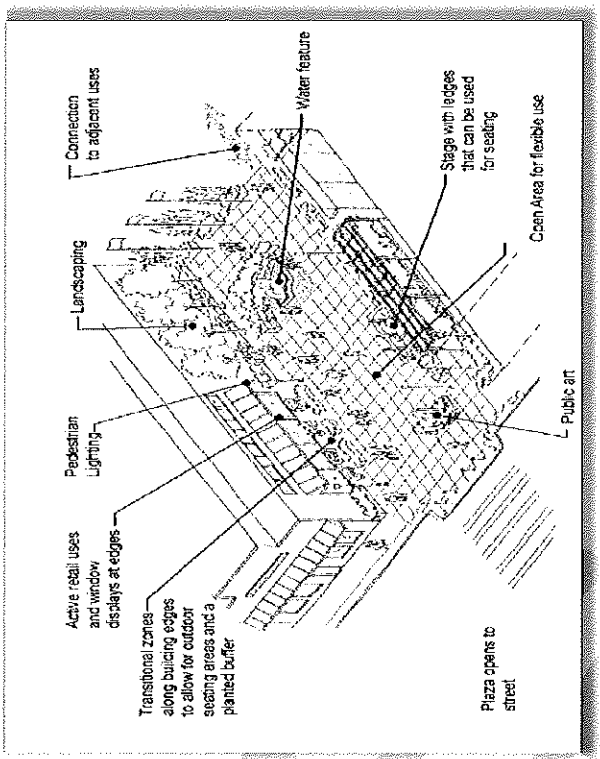 Connection
to adjacent uses
Landscaping
Pedestrian
Lighting
Active retail uses
and window
displays at edges
Transitional zones
along building edges
to allow for outdoor
seating areas and a
planted buffer
Water feature
Stage with ledges
that can be used
for seating
Open Area for flexible use
Public art
Plaza opens to
street